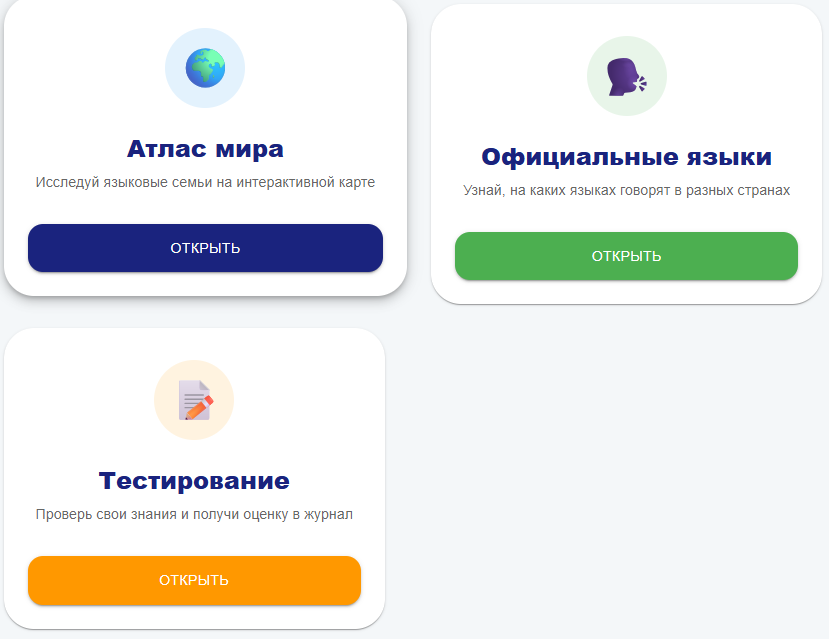 Атлас мира
Исследуй языковые семьи на интерактивной карте
ОТКРЫТЬ
Официальные языки
Узнай, на каких языках говорят в разных странах
ОТКРЫТЬ
Тестирование
Проверь свои знания и получи оценку в журнал
ОТКРЫТЬ